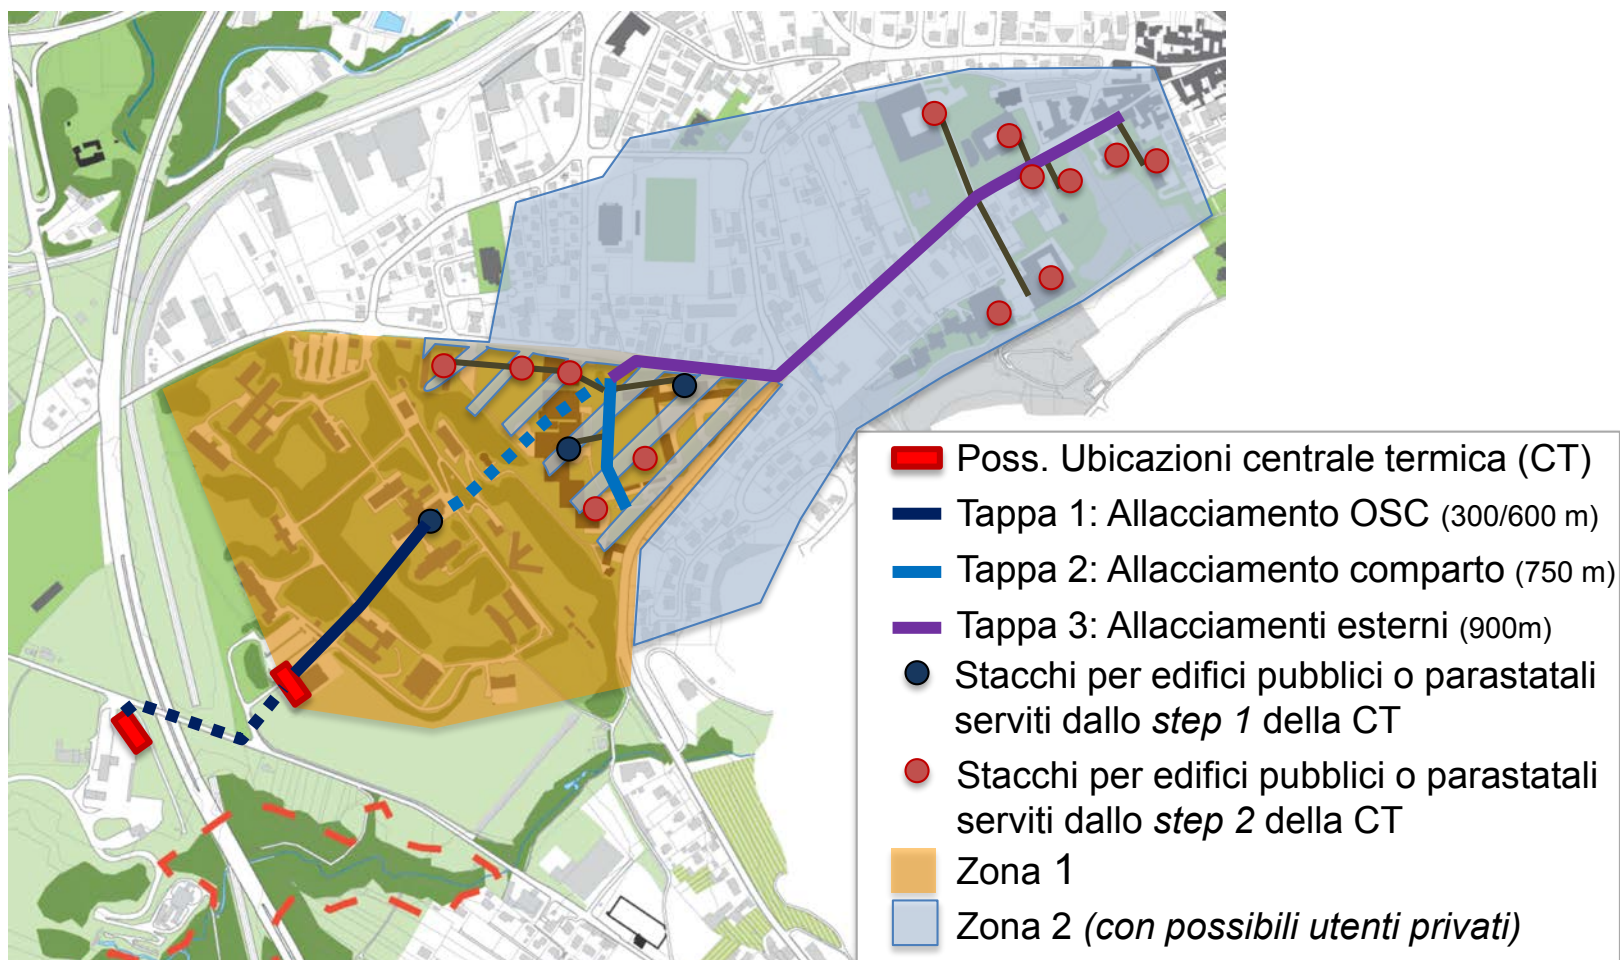 Poss. Ubicazioni centrale termica (CT)
Tappa 1: Allacciamento OSC (300/600 m)
Tappa 2: Allacciamento comparto (750 m)
Tappa 3: Allacciamenti esterni (900m)
Stacchi per edifici pubblici o parastatali
serviti dallo step 1 della CT
Stacchi per edifici pubblici o parastatali
serviti dallo step 2 della CT
Zona 1
Zona 2 (con possibili utenti privati)